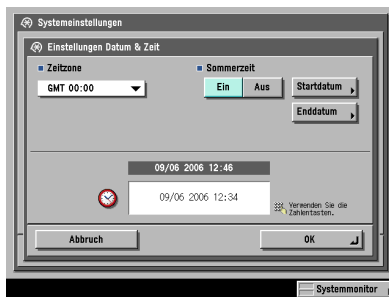 Systemeinstellungen
Einstellungen Datum & Zeit
Zeitzone
Sommerzeit
GMT 00:00
Ein
Aus
Startdatum
Enddatum
09/06 2006 12:46
09/06 2006 12:34
Verwenden Sie die
Zahlentasten.
Abbruch
OK
Systemmonitor